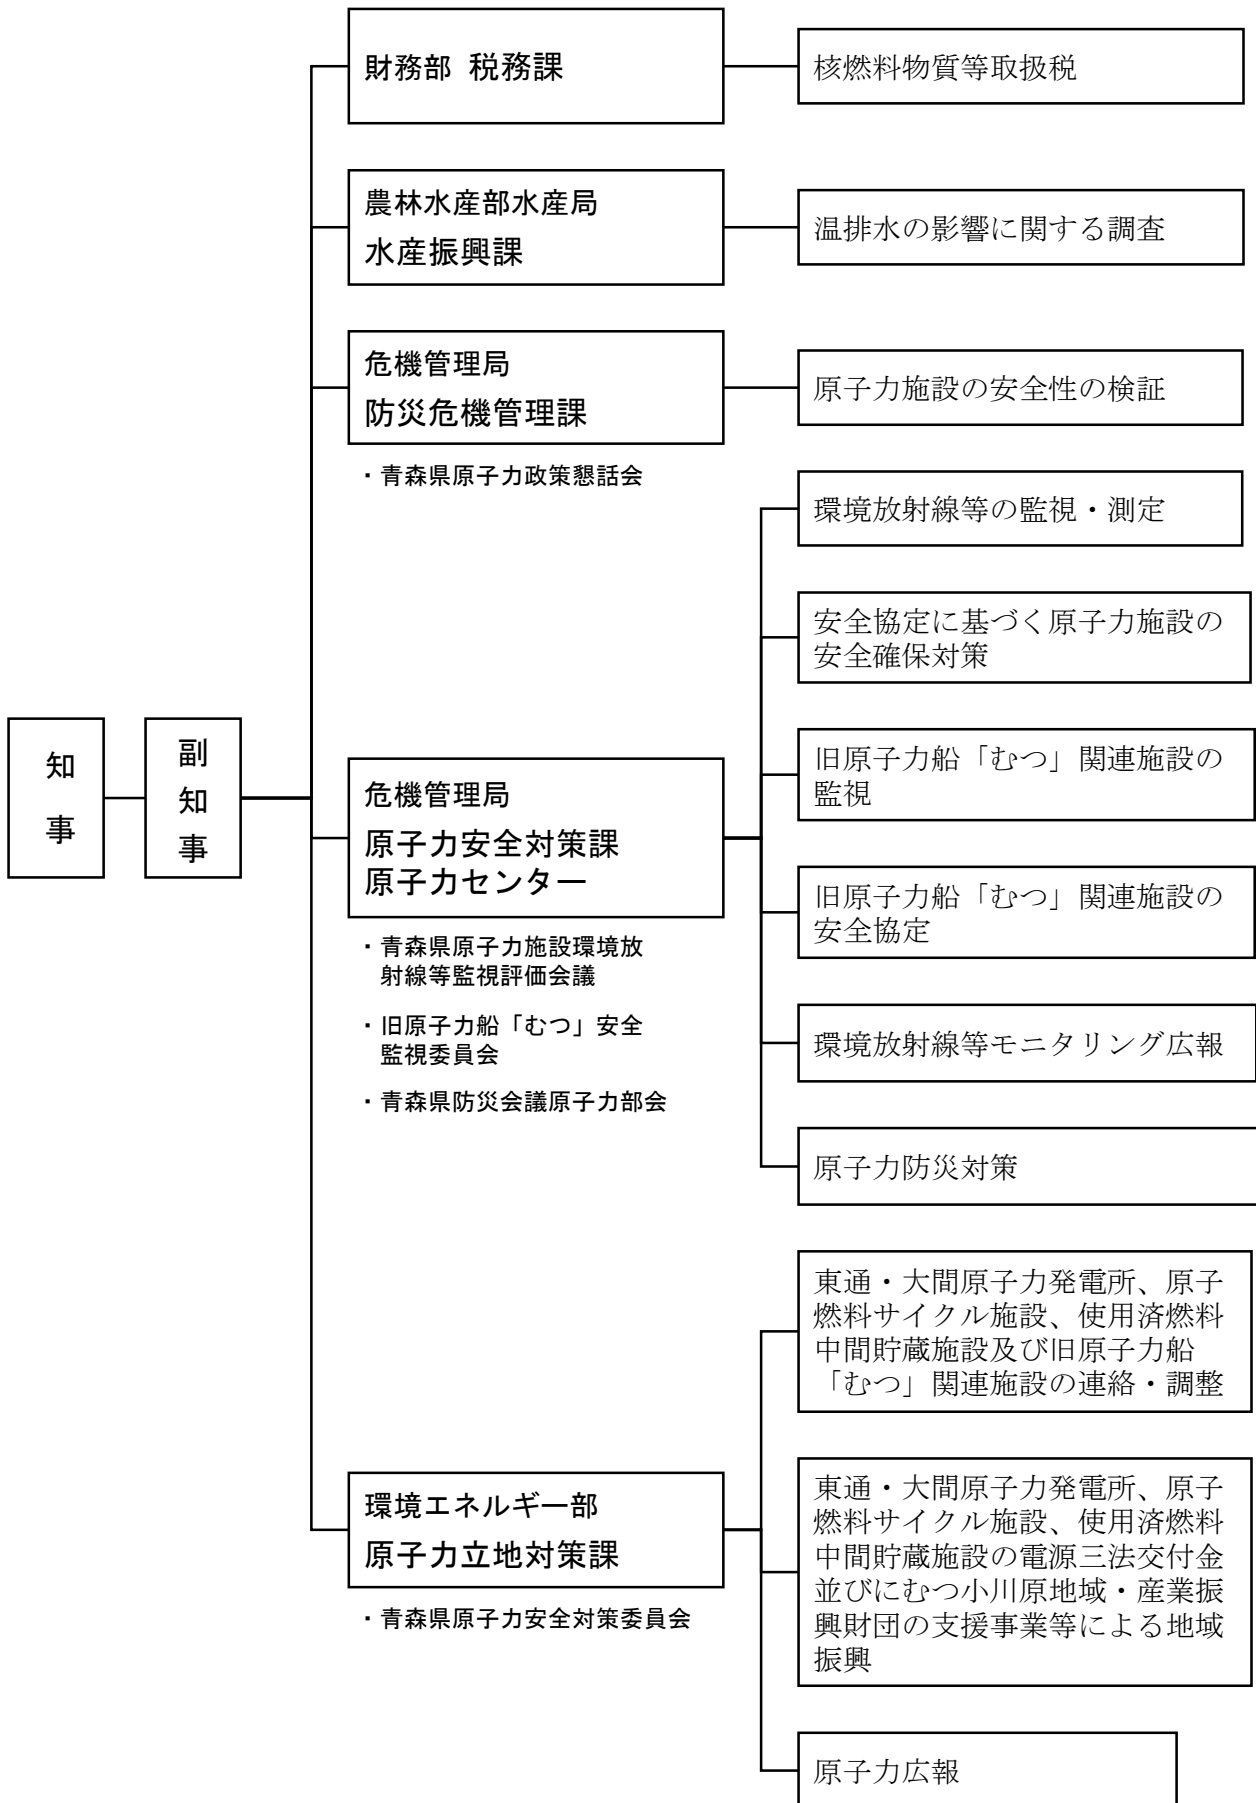 知事
副知事
財務部 税務課
核燃料物質等取扱税
農林水産部水産局
水産振興課
温排水の影響に関する調査
危機管理局
防災危機管理課
原子力施設の安全性の検証
・青森県原子力政策懇話会
危機管理局
原子力安全対策課
原子力センター
・青森県原子力施設環境放
射線等監視評価会議
・旧原子力船「むつ」安全
監視委員会
・青森県防災会議原子力部会
環境放射線等の監視・測定
安全協定に基づく原子力施設の
安全確保対策
旧原子力船「むつ」関連施設の
監視
旧原子力船「むつ」関連施設の
安全協定
環境放射線等モニタリング広報
原子力防災対策
環境エネルギー部
原子力立地対策課
・青森県原子力安全対策委員会
東通・大間原子力発電所、原子
燃料サイクル施設、使用済燃料
中間貯蔵施設及び旧原子力船
「むつ」関連施設の連絡・調整
東通・大間原子力発電所、原子
燃料サイクル施設、使用済燃料
中間貯蔵施設の電源三法交付金
並びにむつ小川原地域・産業振
興財団の支援事業等による地域
振興
原子力広報